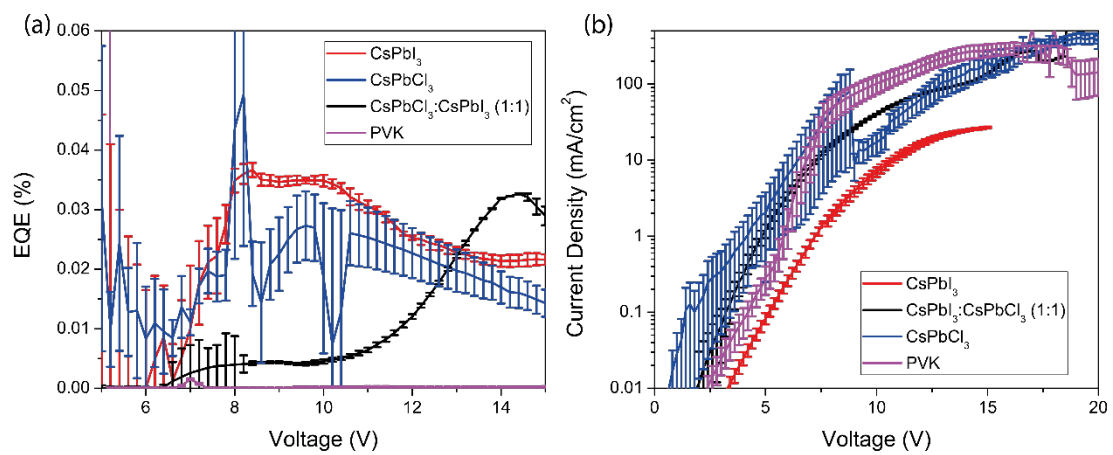 (a)
0.06
0.05
0.04
0.03
0.02
0.01
0.00
EQE (%)
CsPbI₃
CsPbCl₃
CsPbCl₃:CsPbI₃ (1:1)
PVK
6 8 10 12 14
Voltage (V)
(b)
100
10
1
0.1
0.01
Current Density (mA/cm²)
CsPbI₃
CsPbI₃:CsPbCl₃ (1:1)
CsPbCl₃
PVK
0 5 10 15 20
Voltage (V)